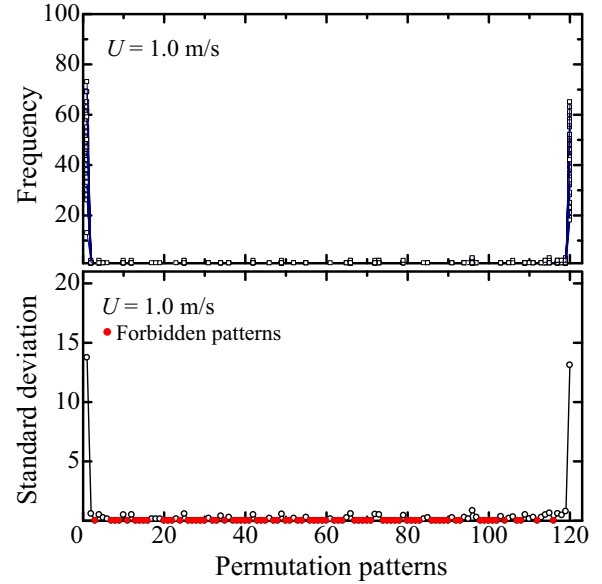 100
80
60
40
20
Frequency
U = 1.0 m/s
20
15
10
5
Standard deviation
U = 1.0 m/s
Forbidden patterns
0 20 40 60 80 100 120
Permutation patterns